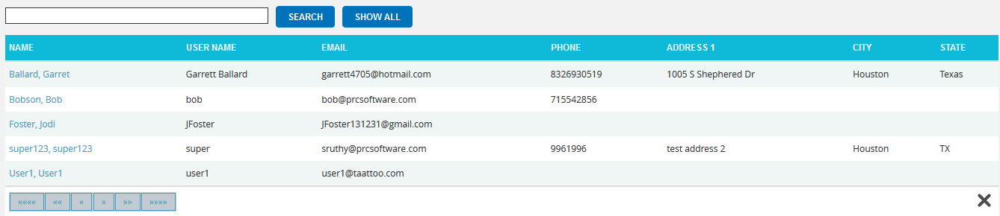 SEARCH SHOW ALL
NAME USER NAME EMAIL PHONE ADDRESS 1 CITY STATE
Ballard, Garret Garrett Ballard garrett4705@hotmail.com 8326930519 1005 S Shephered Dr Houston Texas
Bobson, Bob bob bob@prcsoftware.com 715542856
Foster, Jodi JFoster JFoster131231@gmail.com
super123, super123 super sruthy@prcsoftware.com 9961996 test address 2 Houston TX
User1, User1 user1 user1@taattoo.com
«««« «« « » »» »»»»